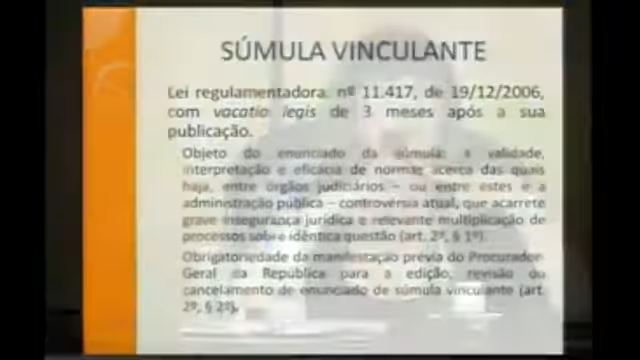 SÚMULA VINCULANTE
Lei regulamentadora: nº 11.417, de 19/12/2006,
com vacatio legis de 3 meses após a sua
publicação.
Objeto do enunciado da súmula: a validade,
interpretação e eficácia de normas acerca das quais
haja, entre órgãos judiciários – ou entre estes e a
administração pública – controvérsia atual, que acarrete
grave insegurança jurídica e relevante multiplicação de
processos sobre idêntica questão (art. 2º, § 1º).
Obrigatoriedade da manifestação prévia do Procurador-
Geral da República para a edição, revisão ou
cancelamento de enunciado de súmula vinculante (art.
2º, § 2º).